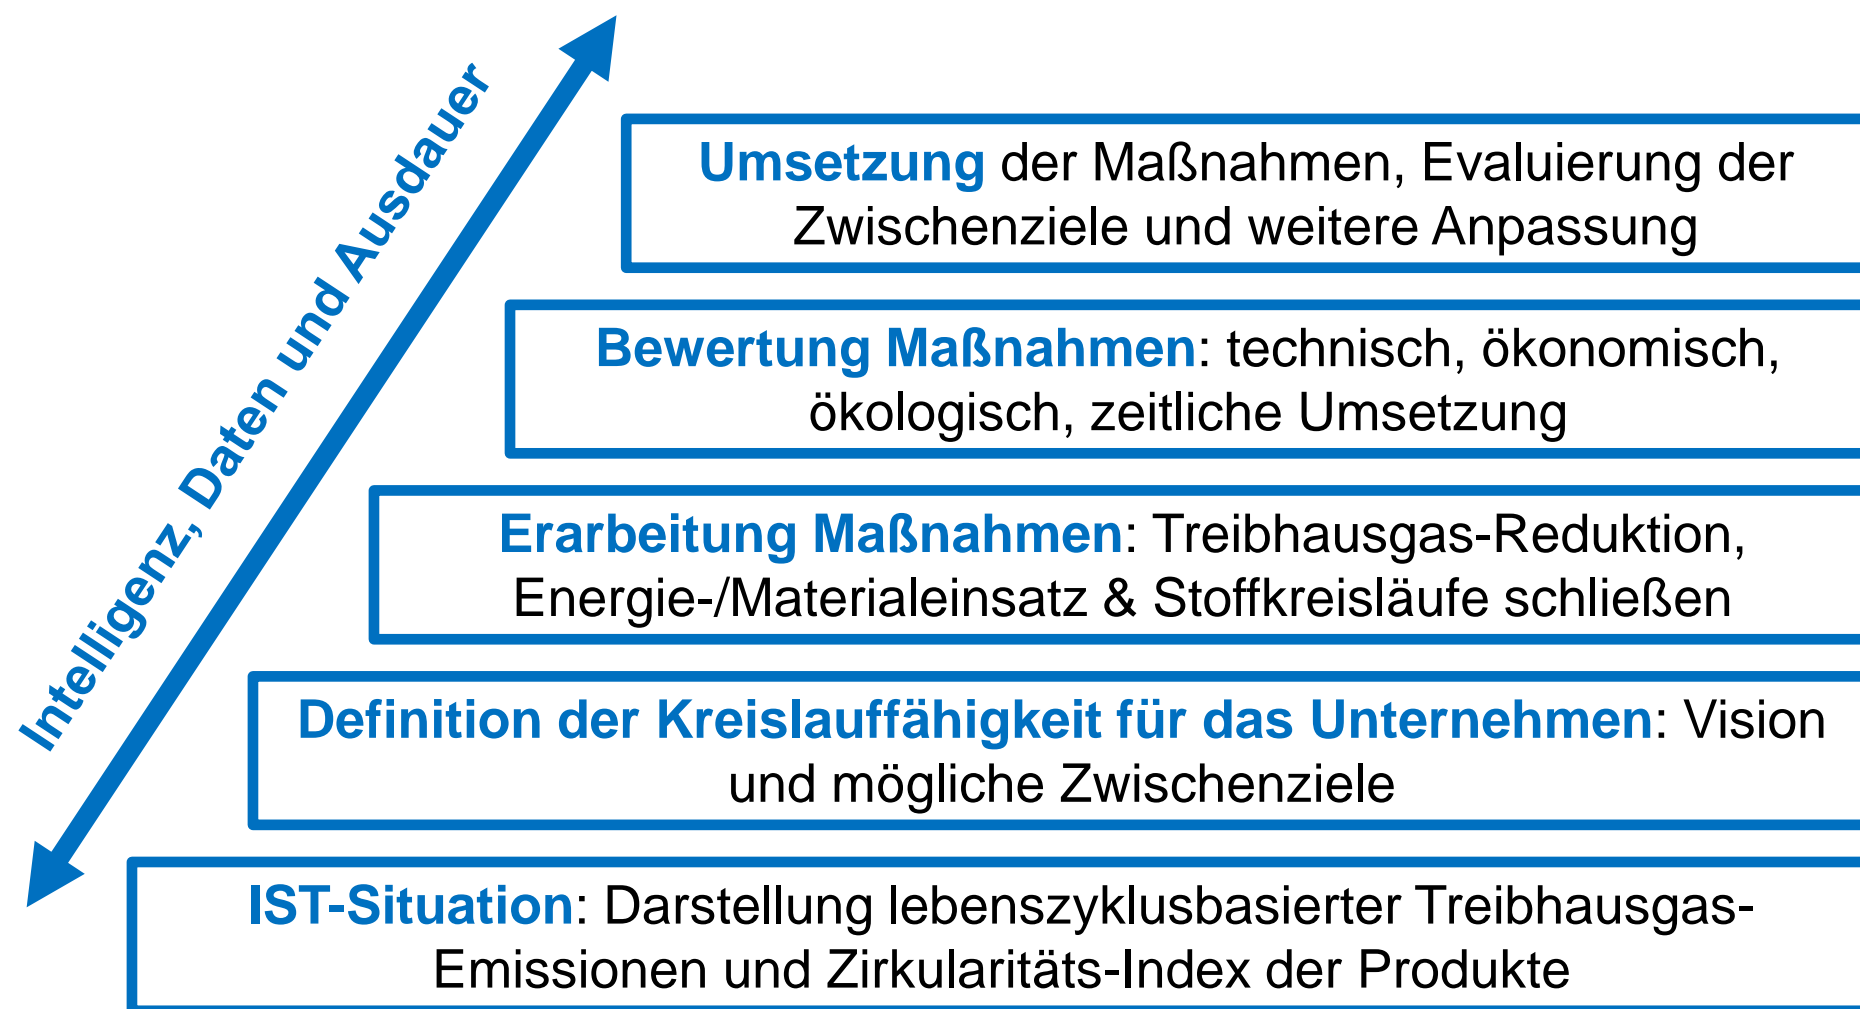 Intelligenz, Daten und Ausdauer
Umsetzung der Maßnahmen, Evaluierung der
Zwischenziele und weitere Anpassung
Bewertung Maßnahmen: technisch, ökonomisch,
ökologisch, zeitliche Umsetzung
Erarbeitung Maßnahmen: Treibhausgas-Reduktion,
Energie-/Materialeinsatz & Stoffkreisläufe schließen
Definition der Kreislauffähigkeit für das Unternehmen: Vision
und mögliche Zwischenziele
IST-Situation: Darstellung lebenszyklusbasierter Treibhausgas-
Emissionen und Zirkularitäts-Index der Produkte